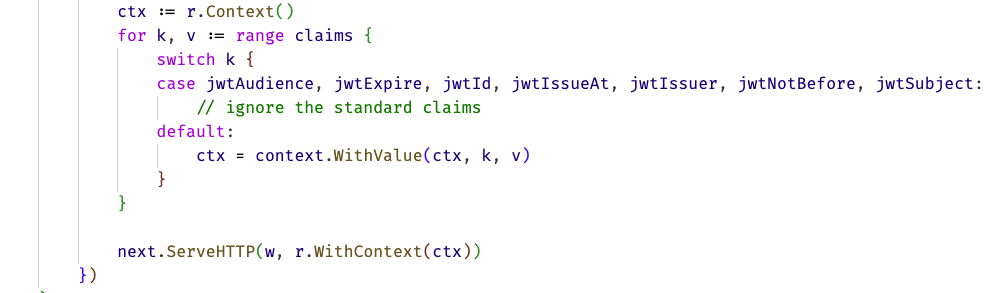 ctx := r.Context()
for k, v := range claims {
switch k {
case jwtAudience, jwtExpire, jwtId, jwtIssueAt, jwtIssuer, jwtNotBefore, jwtSubject:
// ignore the standard claims
default:
ctx = context.WithValue(ctx, k, v)
}
}
next.ServeHTTP(w, r.WithContext(ctx))
})